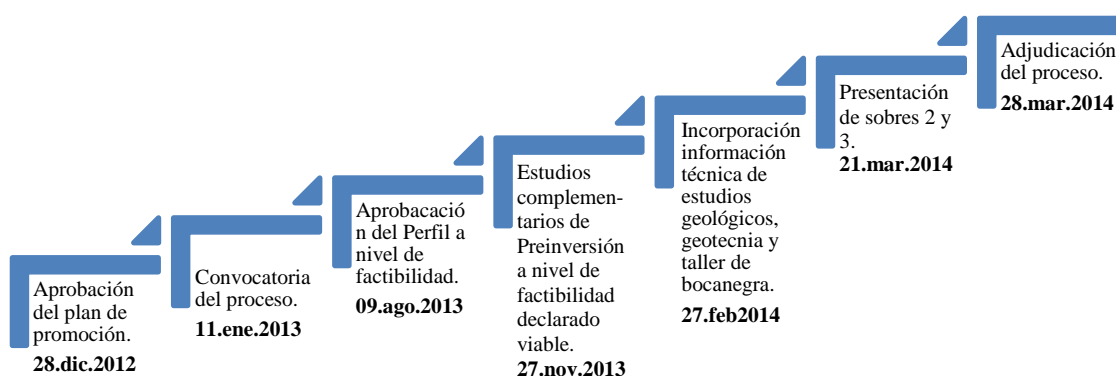 Aprobación
del plan de
promoción.
28.dic.2012
Convocatoria
del proceso.
11.ene.2013
Aprobacació
n del Perfil a
nivel de
factibilidad.
09.ago.2013
Estudios
complemen-
tarios de
Preinversión
a nivel de
factibilidad
declarado
viable.
27.nov.2013
Incorporación
información
técnica de
estudios
geológicos,
geotecnia y
taller de
bocanegra.
27.feb2014
Presentación
de sobres 2 y
3.
21.mar.2014
Adjudicación
del proceso.
28.mar.2014